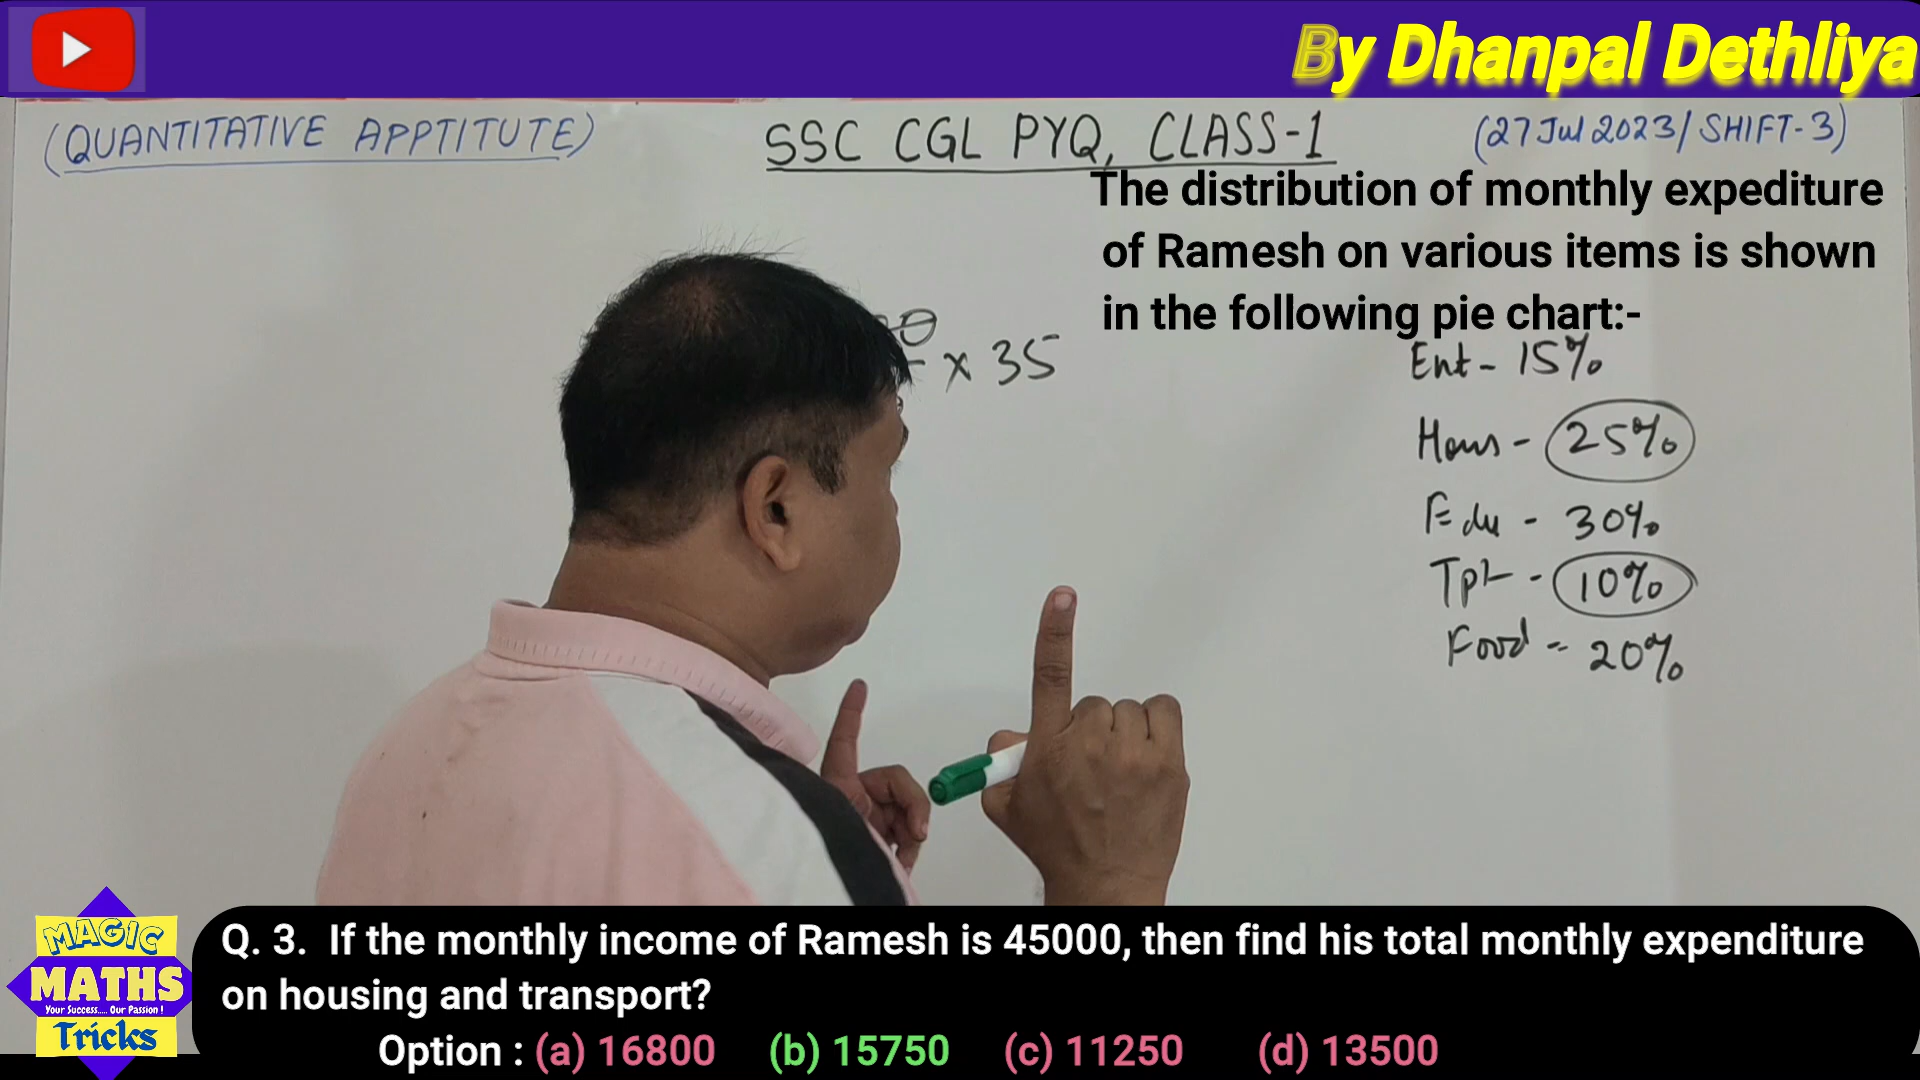 By Dhanpal Dethliya
(QUANTITATIVE APPTITUTE)
SSC CGL PYQ, CLASS-1
(27 Jul 2023/ SHIFT-3)
The distribution of monthly expediture
of Ramesh on various items is shown
in the following pie chart:-
0 x 35
Ent - 15%
Hous - 25%
Edu - 30%
Tpt - 10%
Food - 20%
MAGIC
MATHS
Your Success..... Our Passion !
Tricks
Q. 3. If the monthly income of Ramesh is 45000, then find his total monthly expenditure
on housing and transport?
Option : (a) 16800 (b) 15750 (c) 11250 (d) 13500